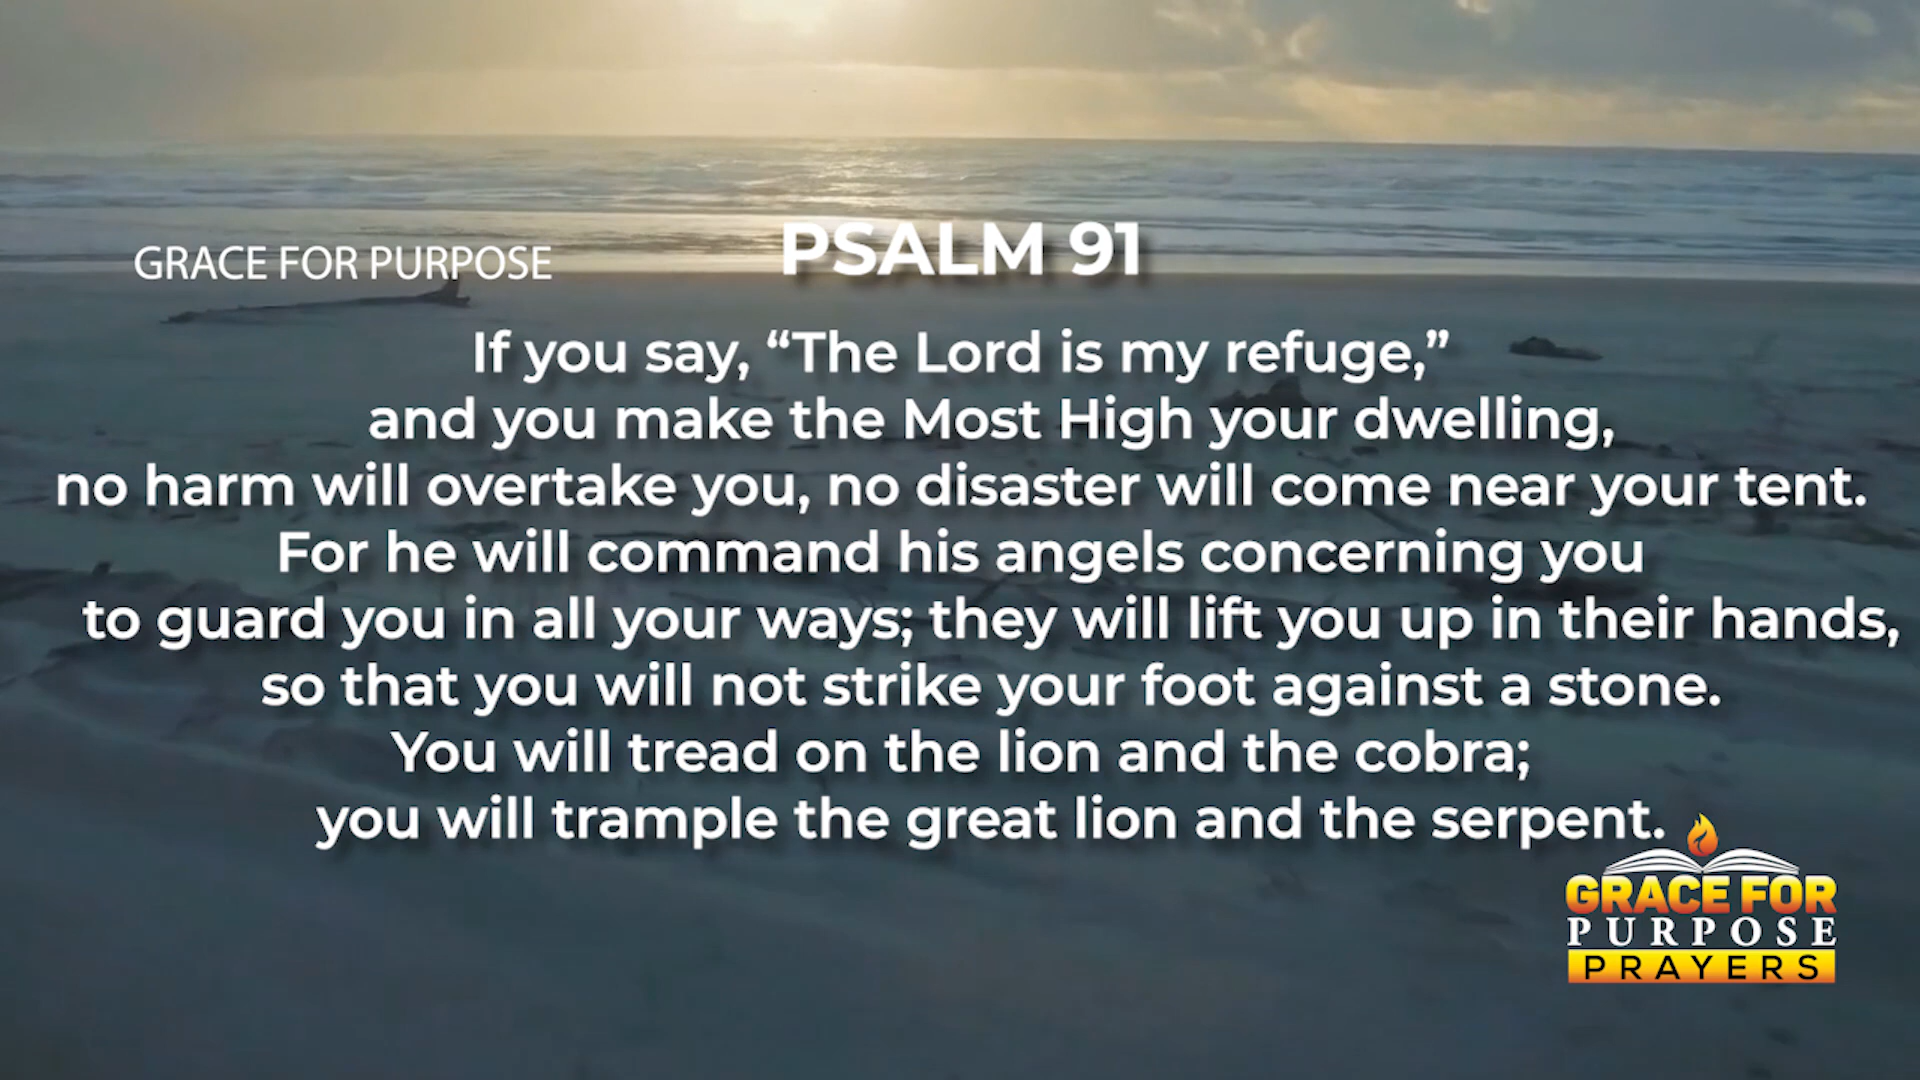 GRACE FOR PURPOSE
PSALM 91
If you say, “The Lord is my refuge,”
and you make the Most High your dwelling,
no harm will overtake you, no disaster will come near your tent.
For he will command his angels concerning you
to guard you in all your ways; they will lift you up in their hands,
so that you will not strike your foot against a stone.
You will tread on the lion and the cobra;
you will trample the great lion and the serpent.
GRACE FOR
PURPOSE
PRAYERS